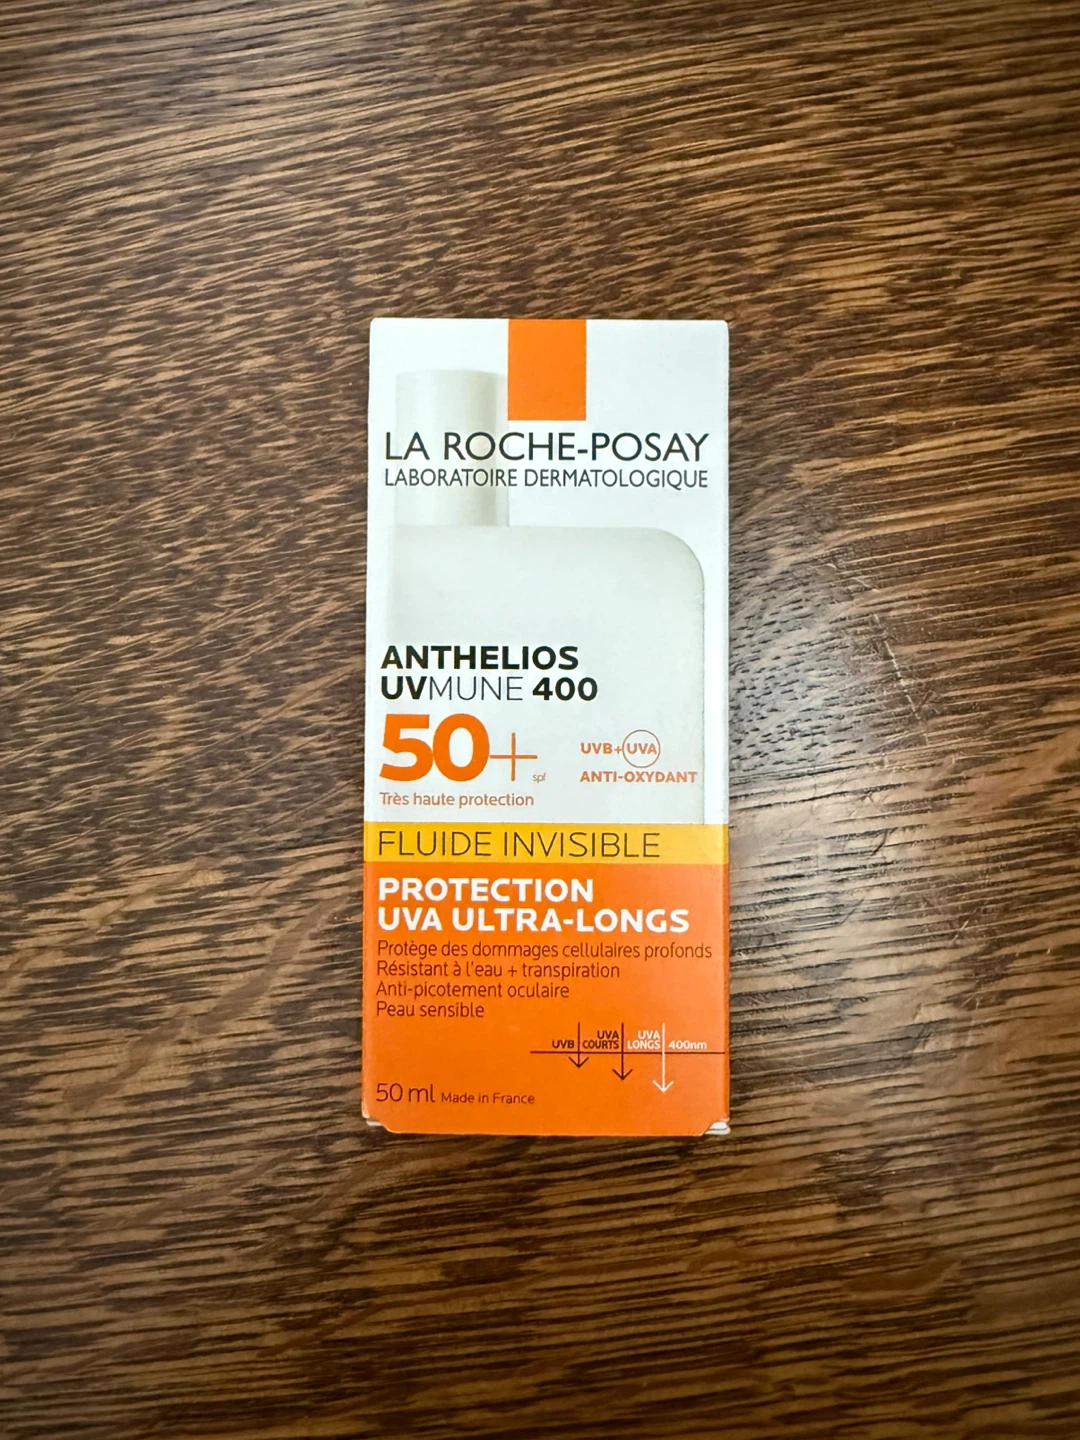 LA ROCHE-POSAY
LABORATOIRE DERMATOLOGIQUE
ANTHELIOS
UVMUNE 400
50+ spf
UVB+UVA
ANTI-OXYDANT
Très haute protection
FLUIDE INVISIBLE
PROTECTION
UVA ULTRA-LONGS
Protège des dommages cellulaires profonds
Résistant à l'eau + transpiration
Anti-picotement oculaire
Peau sensible
UVB
UVA COURTS
UVA LONGS
400nm
50 ml Made in France